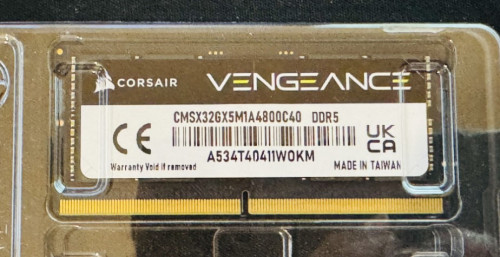 CORSAIR VENGEANCE
CMSX32GX5M1A4800C40 DDR5
CE
UK
CA
A534T40411WOKM
Warranty Void if removed
MADE IN TAIWAN